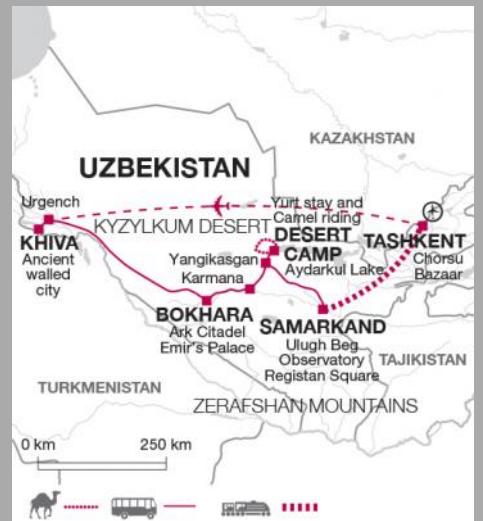 KAZAKHSTAN
UZBEKISTAN
Urgench
KHIVA
Ancient
walled
city
KYZYLKUM DESERT
Yurt stay and
Camel riding
DESERT
CAMP
Aydarkul Lake
TASHKENT
Chorsu
Bazaar
Yangikasgan
Karmana
BOKHARA
Ark Citadel
Emir's Palace
SAMARKAND
Ulugh Beg
Observatory
Registan Square
TAJIKISTAN
TURKMENISTAN
ZERAFSHAN MOUNTAINS
0 km 250 km